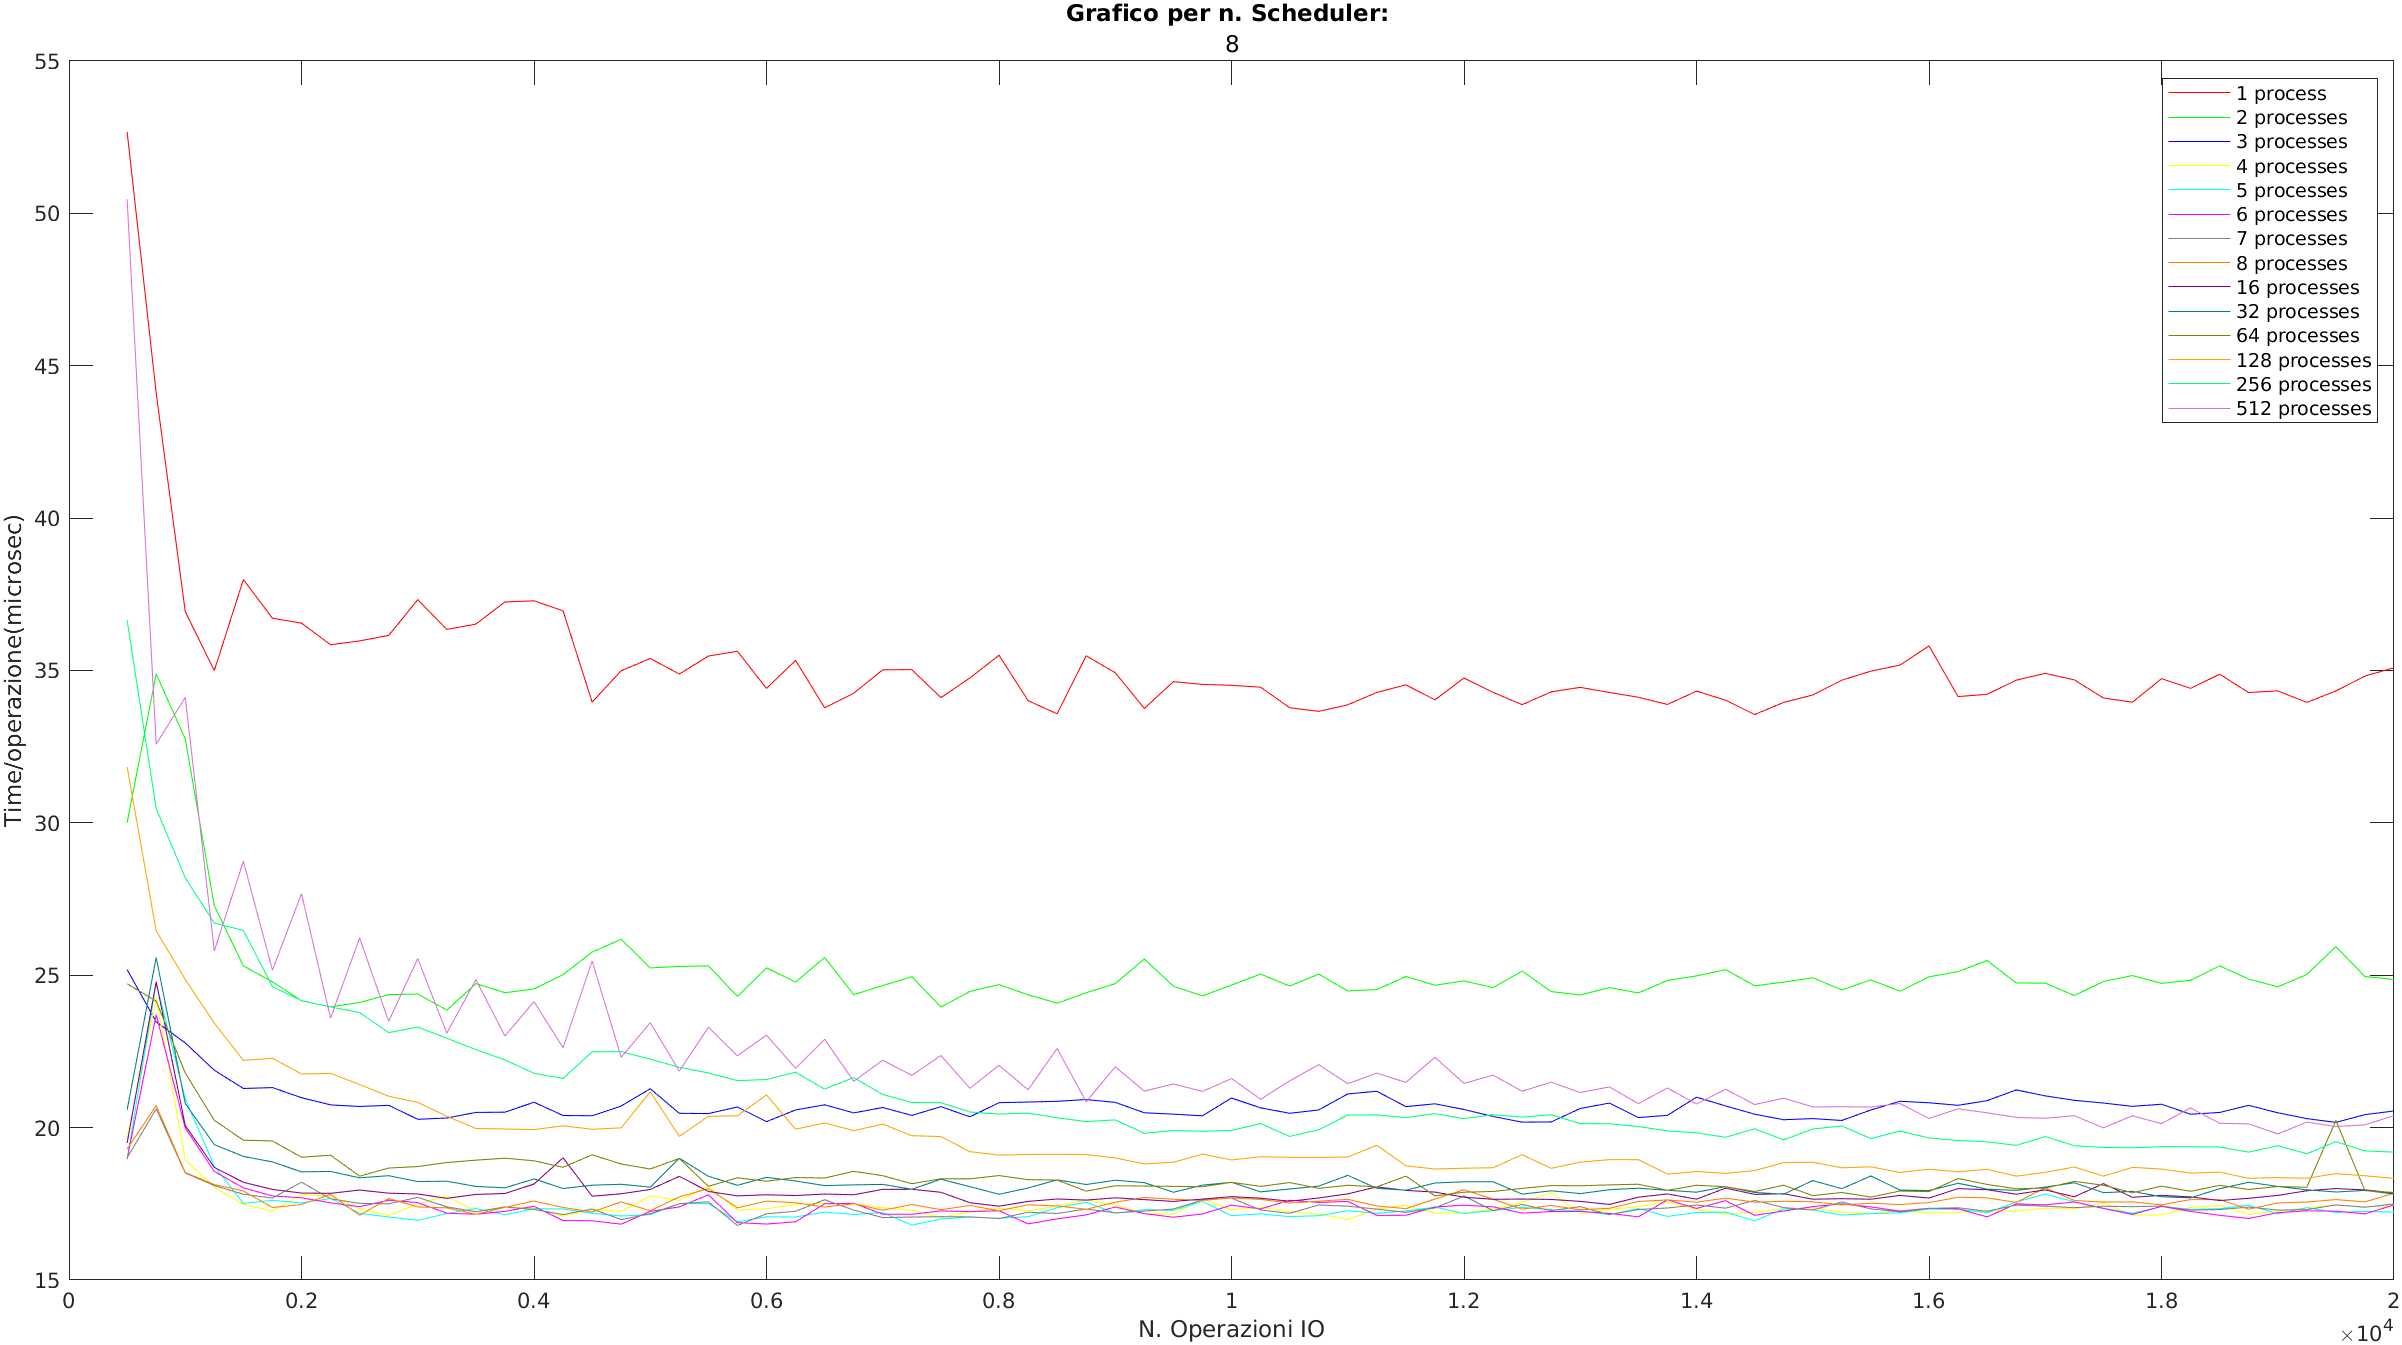 Grafico per n. Scheduler:
8
55
50
45
40
35
30
25
20
15
Time/operazione(microsec)
0
0.2
0.4
0.6
0.8
1
1.2
1.4
1.6
1.8
2
×10^4
N. Operazioni IO
1 process
2 processes
3 processes
4 processes
5 processes
6 processes
7 processes
8 processes
16 processes
32 processes
64 processes
128 processes
256 processes
512 processes